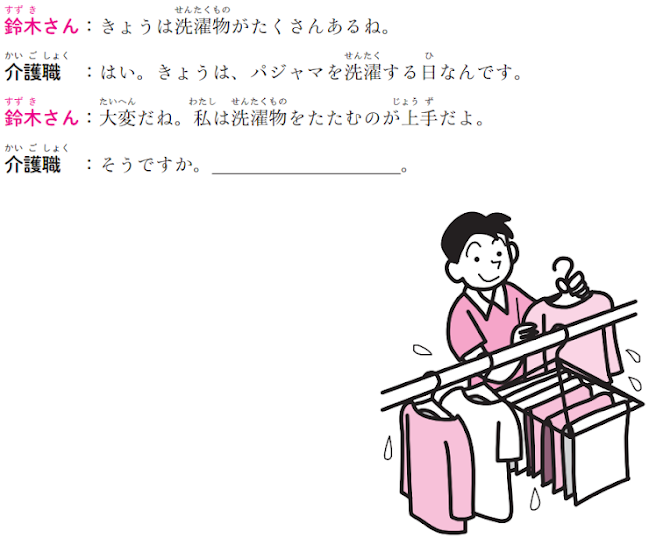 鈴木さん：きょうは洗濯物がたくさんあるね。
介護職：はい。きょうは、パジャマを洗濯する日なんです。
鈴木さん：大変だね。私は洗濯物をたたむのが上手だよ。
介護職：そうですか。____________________。